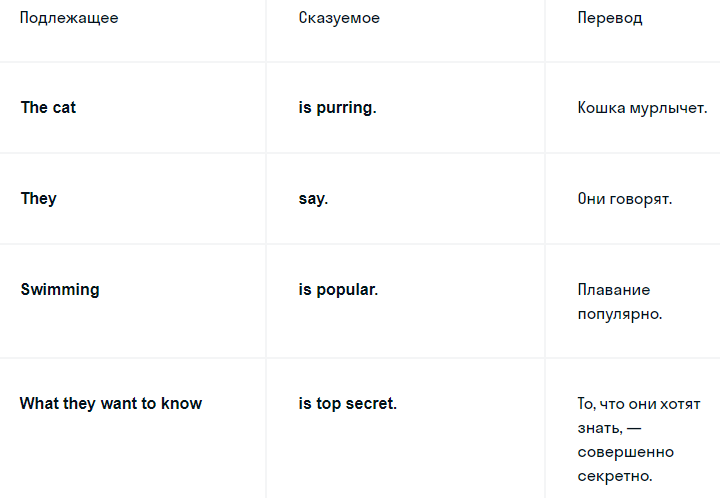 Подлежащее Сказуемое Перевод
The cat is purring. Кошка мурлычет.
They say. Они говорят.
Swimming is popular. Плавание
популярно.
What they want to know is top secret. То, что они хотят
знать, —
совершенно
секретно.